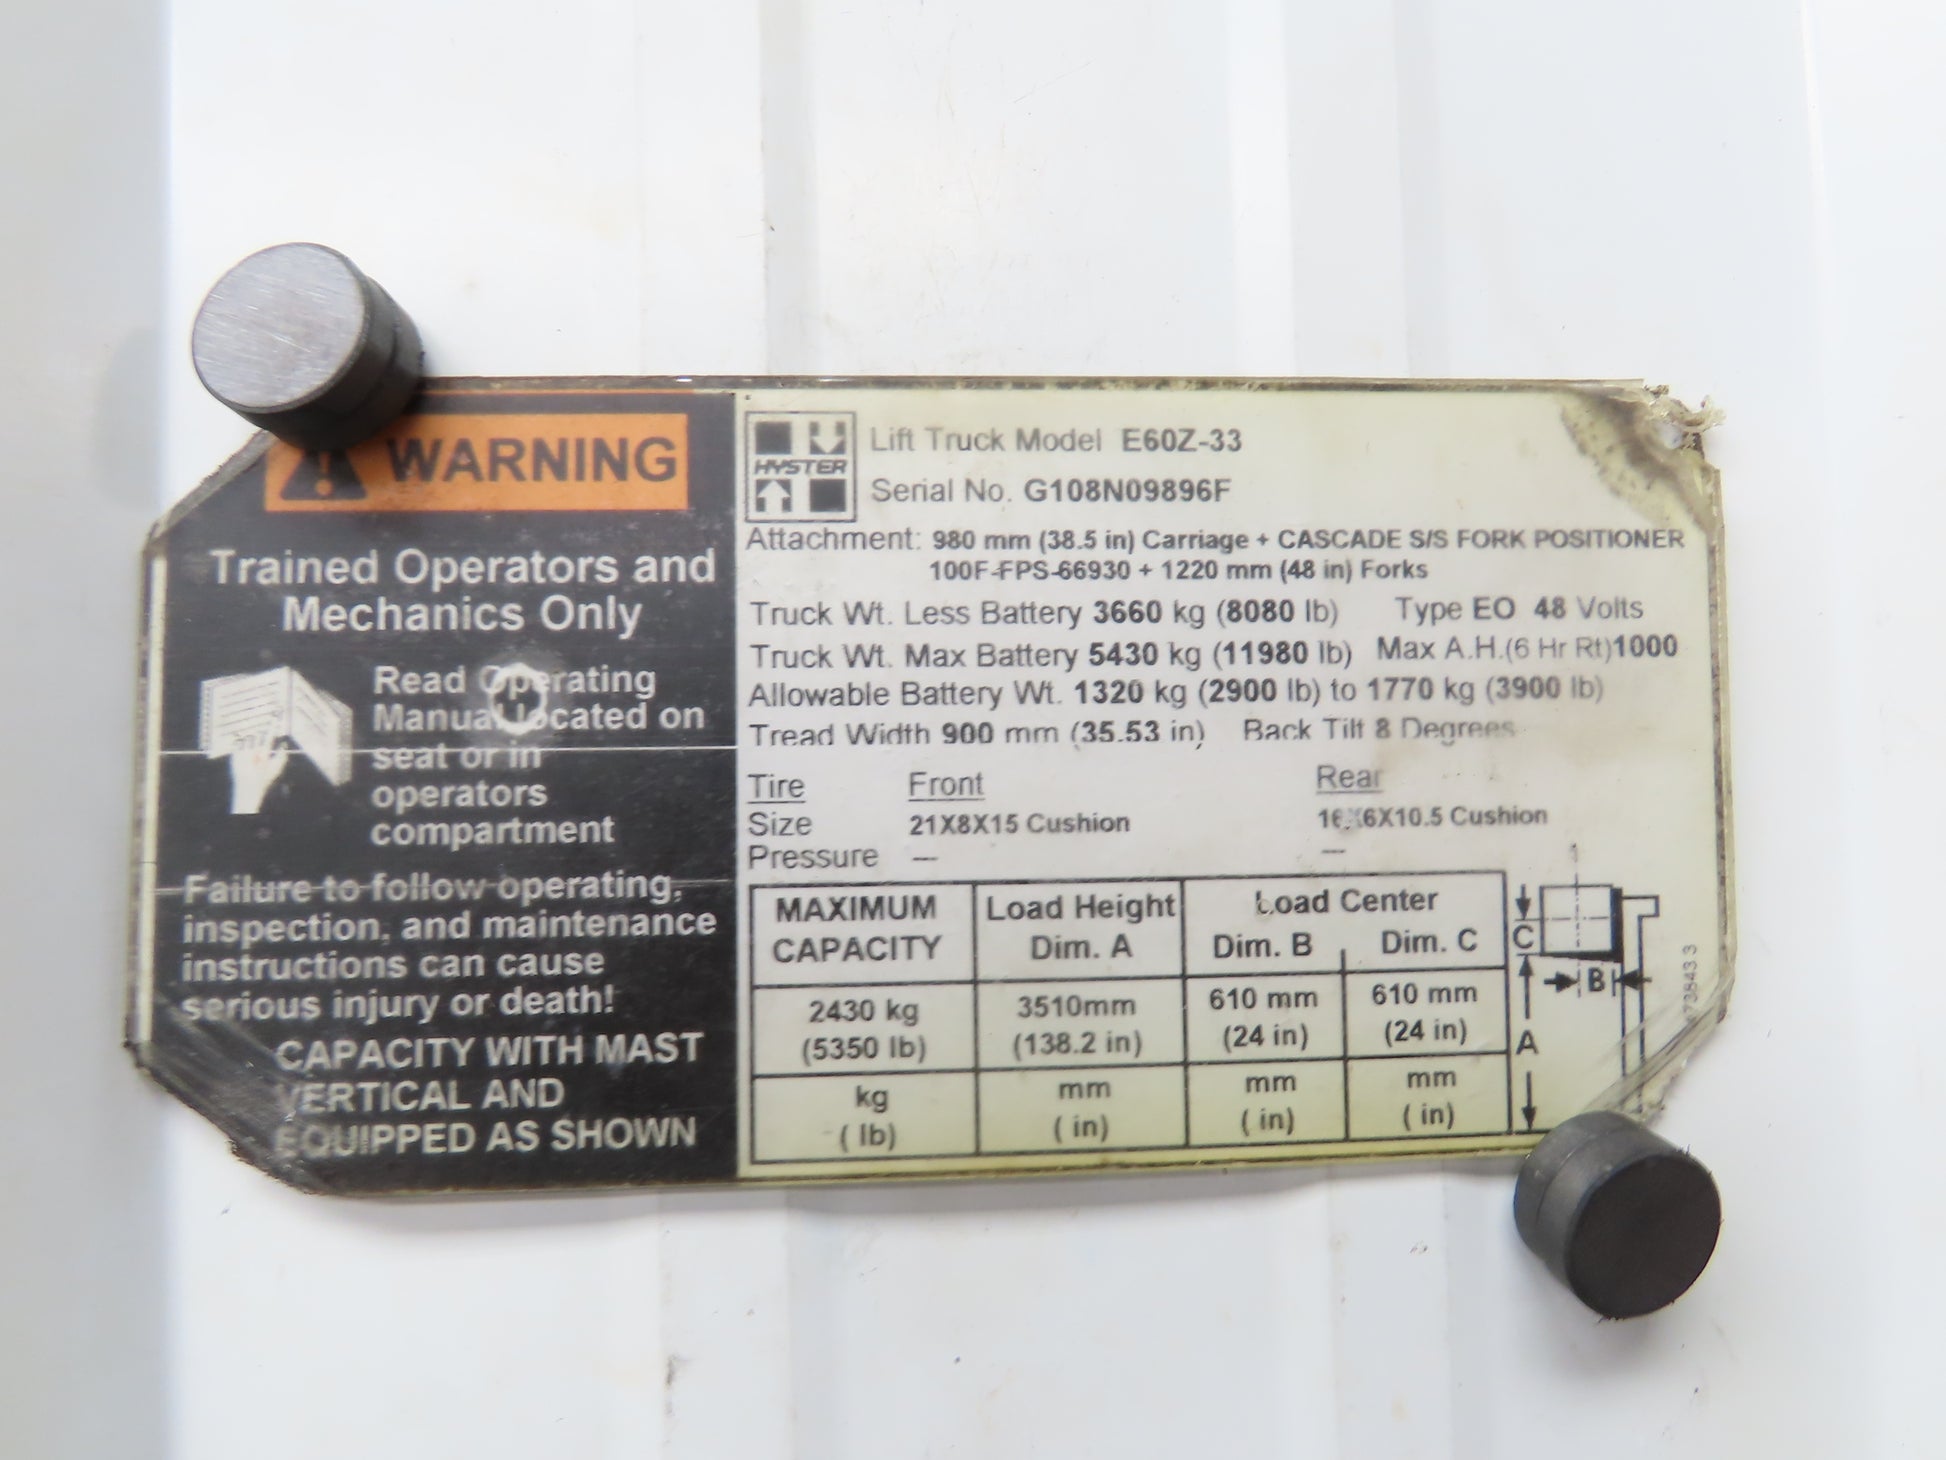 WARNING
Trained Operators and
Mechanics Only
Read Operating
Manual located on
seat or in
operators
compartment
Failure to follow operating,
inspection, and maintenance
instructions can cause
serious injury or death!
CAPACITY WITH MAST
VERTICAL AND
EQUIPPED AS SHOWN
HYSTER
Lift Truck Model E60Z-33
Serial No. G108N09896F
Attachment: 980 mm (38.5 in) Carriage + CASCADE S/S FORK POSITIONER
100F-FPS-66930 + 1220 mm (48 in) Forks
Truck Wt. Less Battery 3660 kg (8080 lb) Type EO 48 Volts
Truck Wt. Max Battery 5430 kg (11980 lb) Max A.H.(6 Hr Rt)1000
Allowable Battery Wt. 1320 kg (2900 lb) to 1770 kg (3900 lb)
Tread Width 900 mm (35.53 in) Back Tilt 8 Degrees
Tire Front Rear
Size 21X8X15 Cushion 16X6X10.5 Cushion
Pressure --- ---
MAXIMUM CAPACITY
Load Height Dim. A
Load Center
Dim. B Dim. C
2430 kg 3510mm 610 mm 610 mm
(5350 lb) (138.2 in) (24 in) (24 in)
kg mm mm mm
( lb) ( in) ( in) ( in)
C
B
A